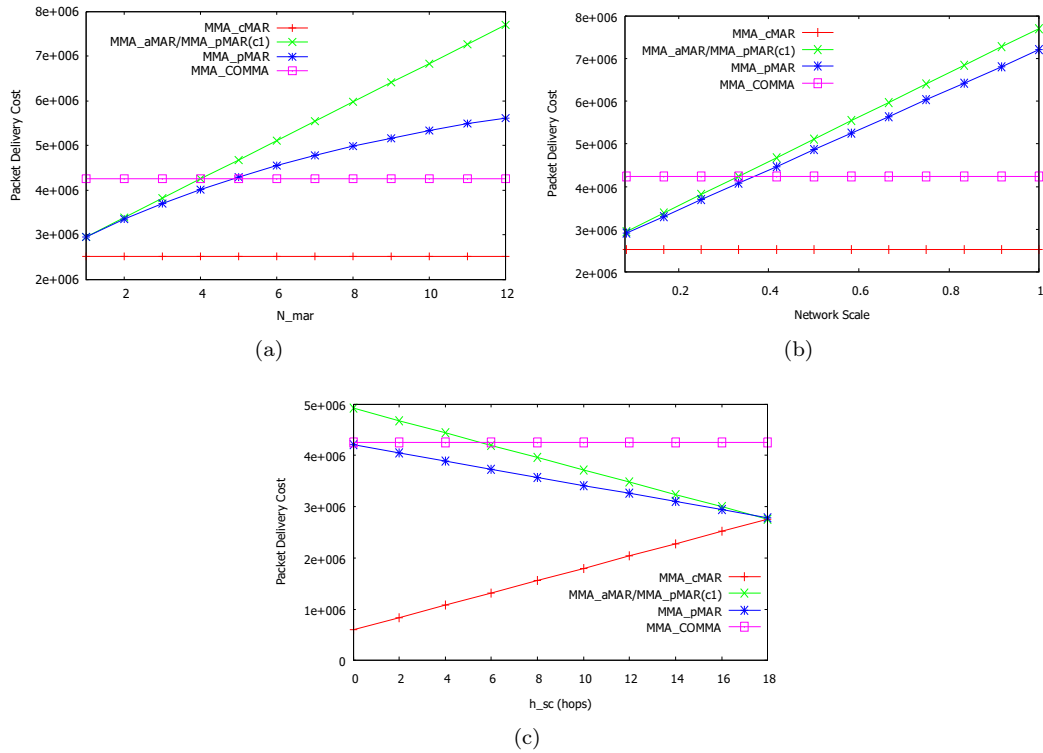 8e+006
7e+006
6e+006
5e+006
4e+006
3e+006
2e+006
Packet Delivery Cost
MMA_cMAR
MMA_aMAR/MMA_pMAR(c1)
MMA_pMAR
MMA_COMMA
2 4 6 8 10 12
N_mar
(a)
8e+006
7e+006
6e+006
5e+006
4e+006
3e+006
2e+006
Packet Delivery Cost
MMA_cMAR
MMA_aMAR/MMA_pMAR(c1)
MMA_pMAR
MMA_COMMA
0.2 0.4 0.6 0.8 1
Network Scale
(b)
5e+006
4e+006
3e+006
2e+006
1e+006
0
Packet Delivery Cost
MMA_cMAR
MMA_aMAR/MMA_pMAR(c1)
MMA_pMAR
MMA_COMMA
0 2 4 6 8 10 12 14 16 18
h_sc (hops)
(c)